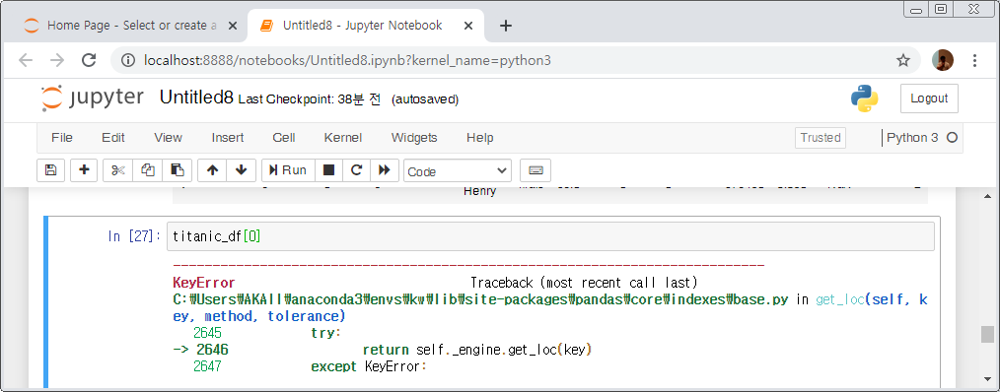 Home Page - Select or create a
Untitled8 - Jupyter Notebook
localhost:8888/notebooks/Untitled8.ipynb?kernel_name=python3
jupyter Untitled8 Last Checkpoint: 38분 전 (autosaved)
Logout
File Edit View Insert Cell Kernel Widgets Help Trusted Python 3
Run Code
Henry
In [27]: titanic_df[0]
---------------------------------------------------------------------------
KeyError Traceback (most recent call last)
C:₩Users₩AKAII₩anaconda3₩envs₩kw₩lib₩site-packages₩pandas₩core₩indexes₩base.py in get_loc(self, k
ey, method, tolerance)
2645 try:
-> 2646 return self._engine.get_loc(key)
2647 except KeyError: